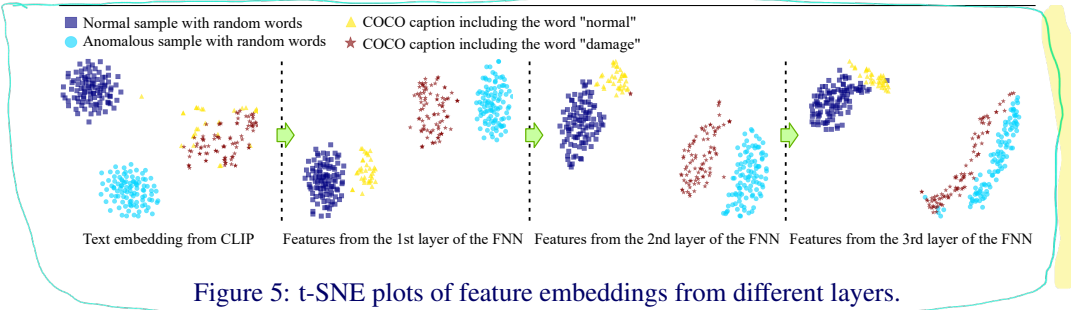 Normal sample with random words
COCO caption including the word "normal"
Anomalous sample with random words
COCO caption including the word "damage"
Text embedding from CLIP
Features from the 1st layer of the FNN
Features from the 2nd layer of the FNN
Features from the 3rd layer of the FNN
Figure 5: t-SNE plots of feature embeddings from different layers.